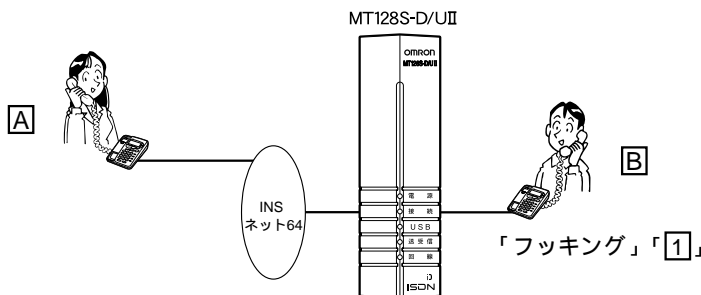 MT128S-D/UⅡ
OMRON
MT128S-D/UⅡ
A
B
INS
ネット64
電 源
接 続
U S B
送 受 信
回 線
「フッキング」「1」
ISDN